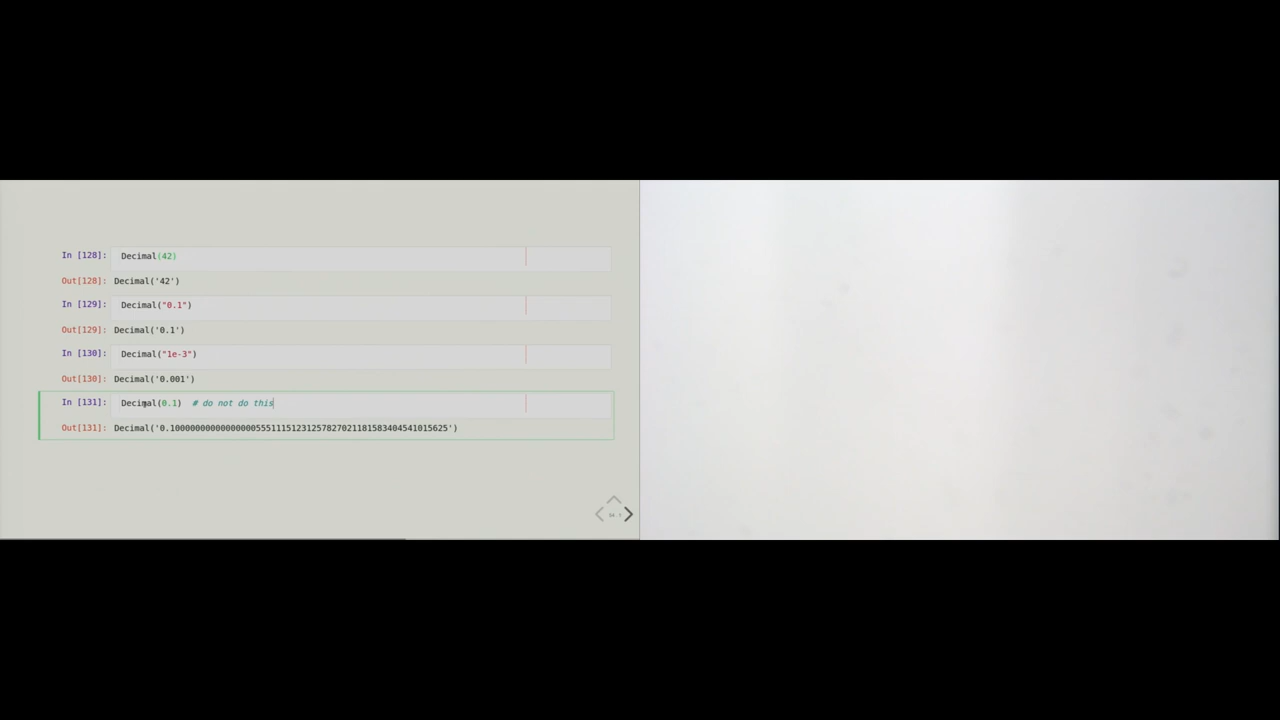 In [128]: Decimal(42)
Out[128]: Decimal('42')
In [129]: Decimal("0.1")
Out[129]: Decimal('0.1')
In [130]: Decimal("1e-3")
Out[130]: Decimal('0.001')
In [131]: Decimal(0.1)  # do not do this
Out[131]: Decimal('0.1000000000000000055511151231257827021181583404541015625')